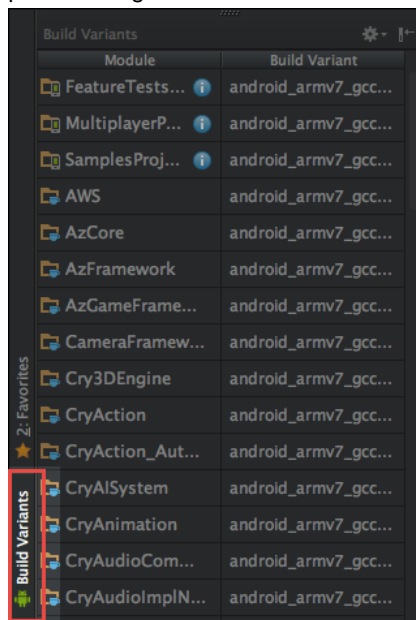 Build Variants
Module Build Variant
FeatureTests... android_armv7_gcc...
MultiplayerP... android_armv7_gcc...
SamplesProj... android_armv7_gcc...
AWS android_armv7_gcc...
AzCore android_armv7_gcc...
AzFramework android_armv7_gcc...
AzGameFrame... android_armv7_gcc...
CameraFramew... android_armv7_gcc...
Cry3DEngine android_armv7_gcc...
CryAction android_armv7_gcc...
CryAction_Aut... android_armv7_gcc...
CryAISystem android_armv7_gcc...
CryAnimation android_armv7_gcc...
CryAudioCom... android_armv7_gcc...
CryAudioImplN... android_armv7_gcc...
2: Favorites
Build Variants